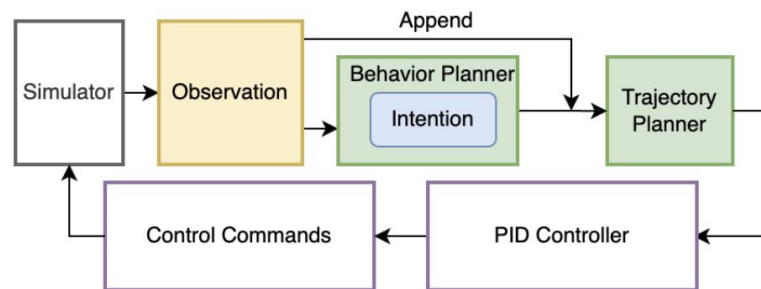 Append
Simulator
Observation
Behavior Planner
Intention
Trajectory
Planner
Control Commands
PID Controller